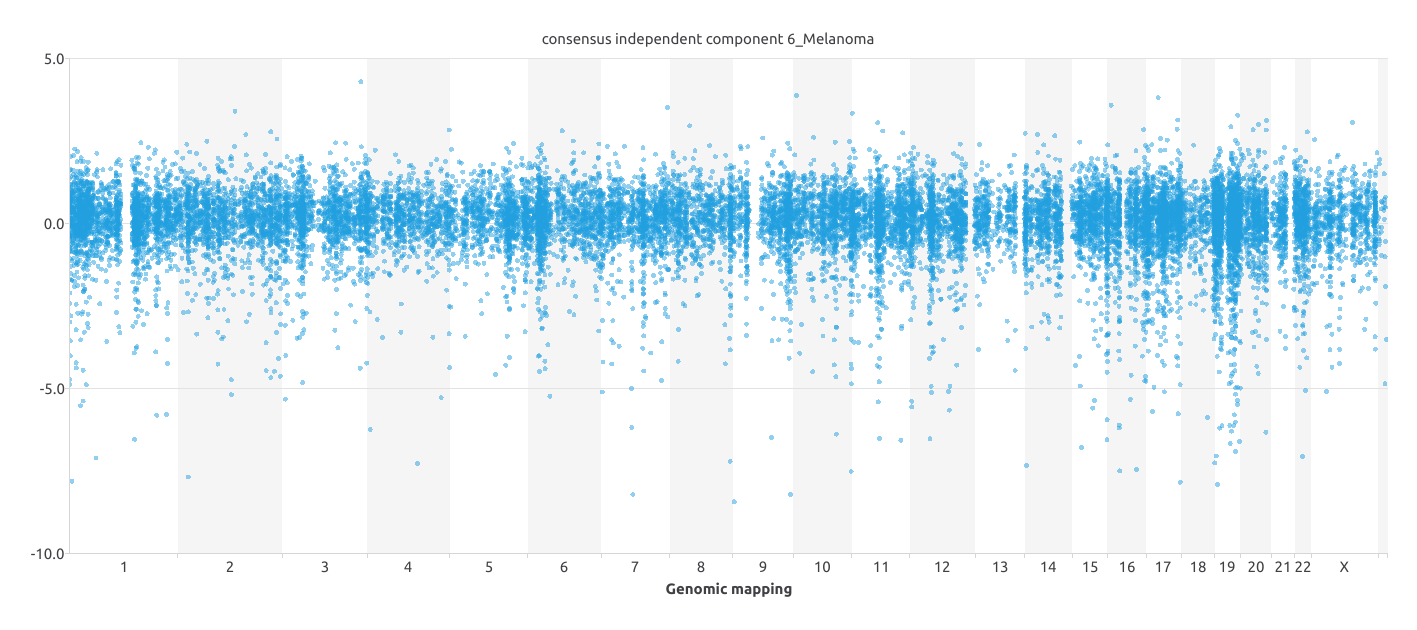 consensus independent component 6_Melanoma
5.0
0.0
-5.0
-10.0
1 2 3 4 5 6 7 8 9 10 11 12 13 14 15 16 17 18 19 20 21 22 X
Genomic mapping